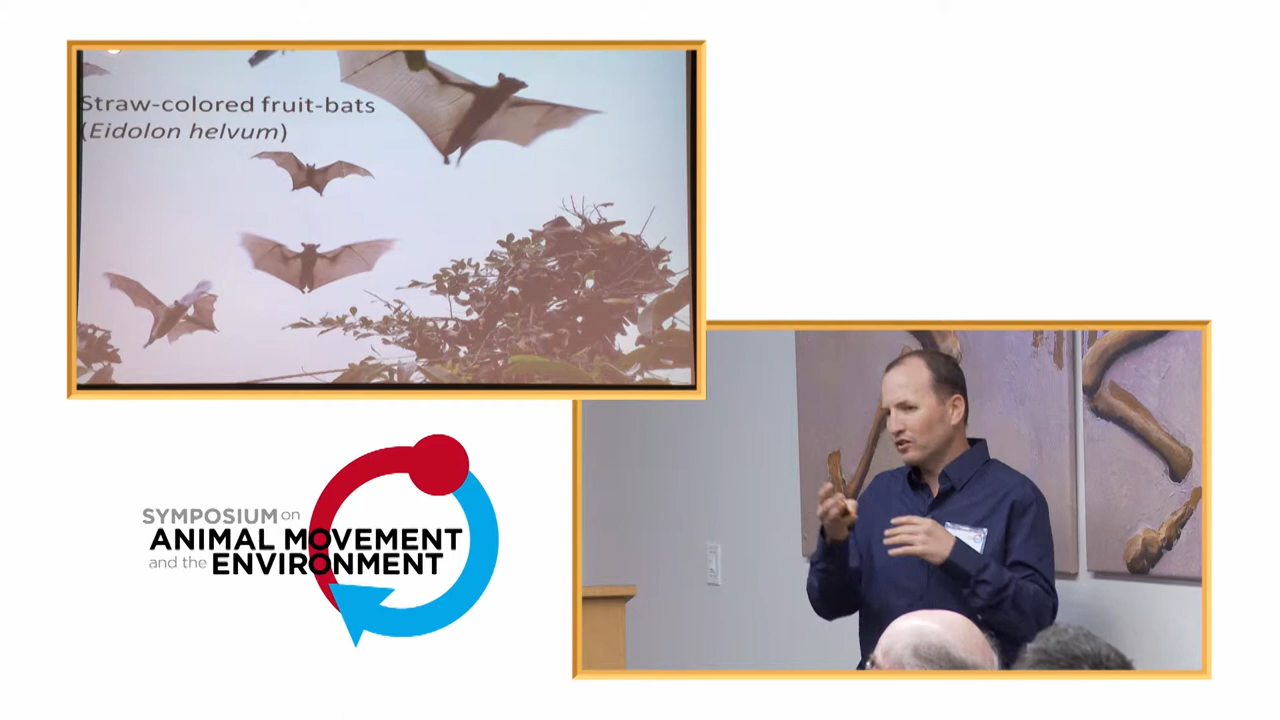 Straw-colored fruit-bats
(Eidolon helvum)
SYMPOSIUM on
ANIMAL MOVEMENT
and the ENVIRONMENT